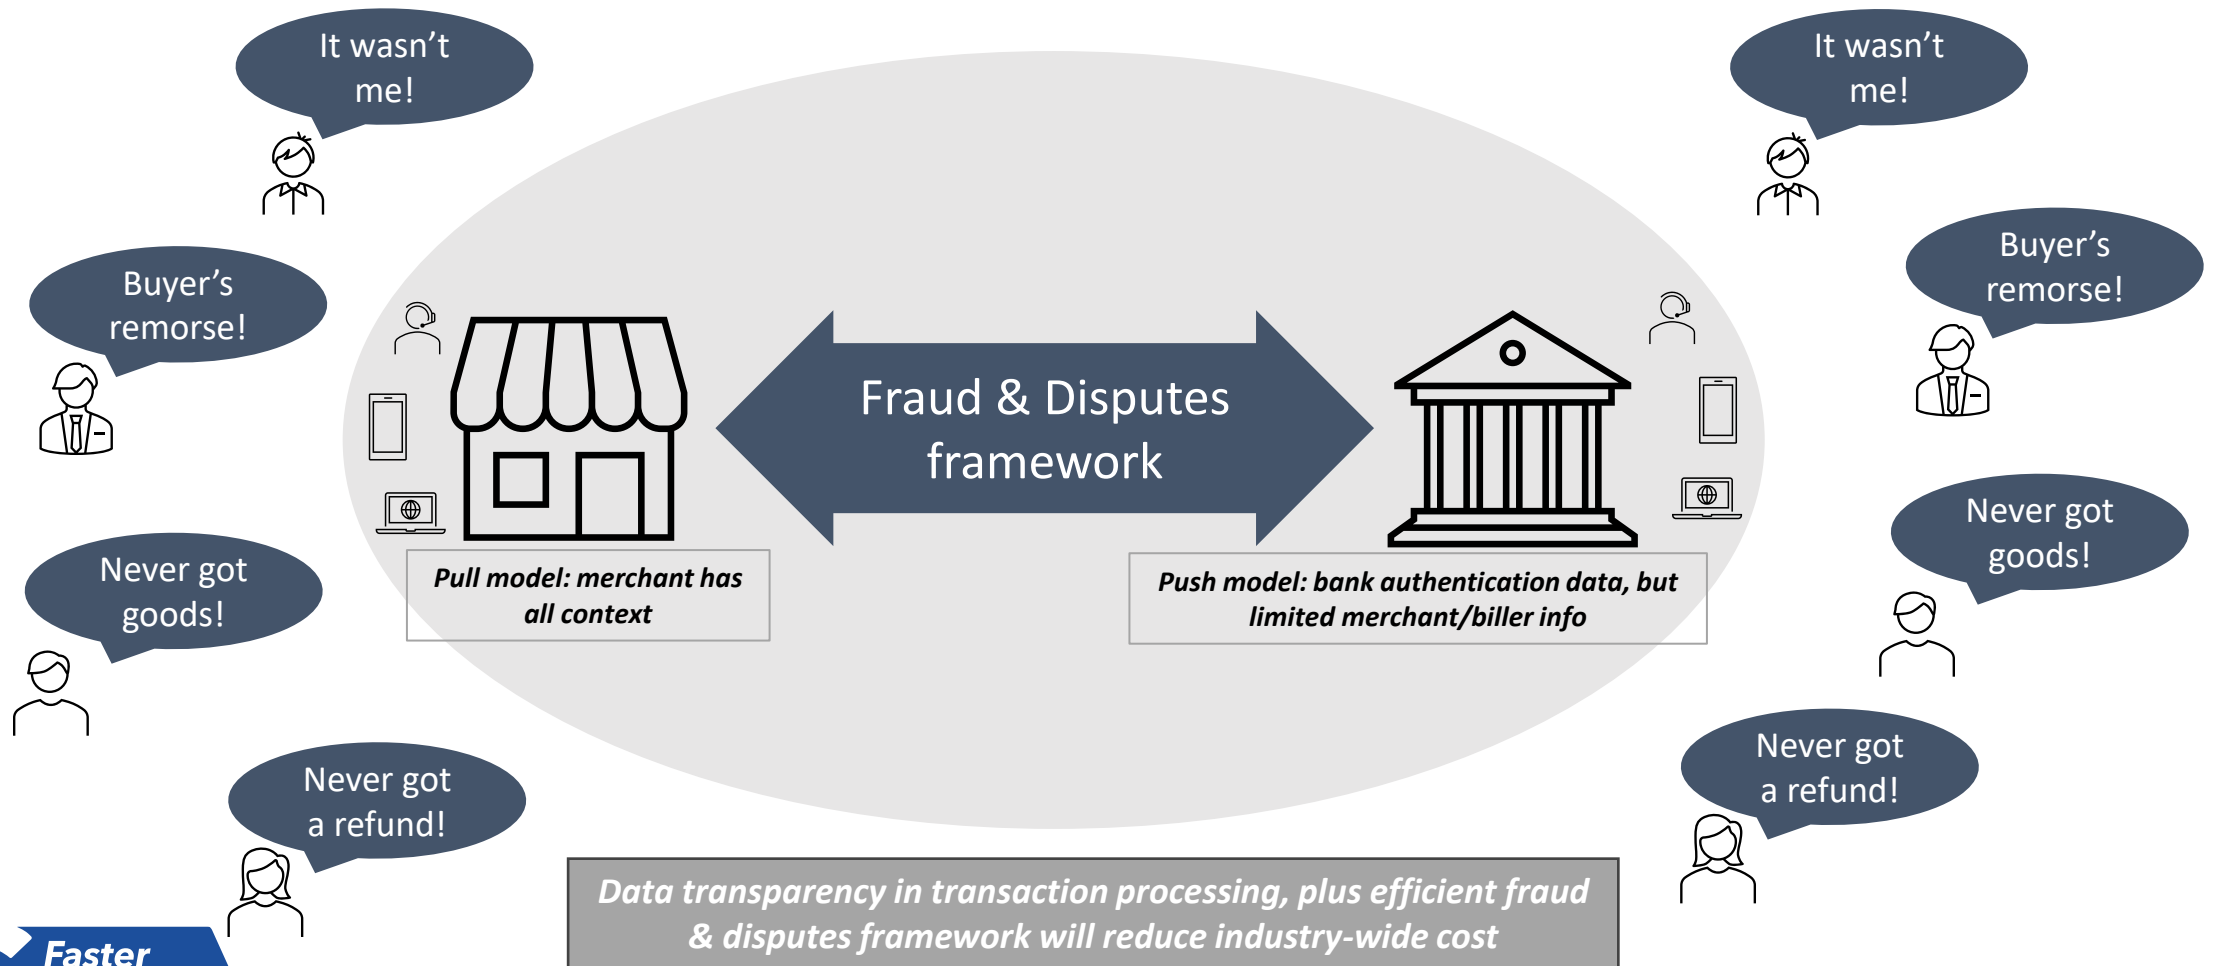 It wasn't
me!
It wasn't
me!
Buyer's
remorse!
Buyer's
remorse!
Fraud & Disputes
framework
Never got
goods!
Never got
goods!
Pull model: merchant has
all context
Push model: bank authentication data, but
limited merchant/biller info
Never got
a refund!
Never got
a refund!
Data transparency in transaction processing, plus efficient fraud
& disputes framework will reduce industry-wide cost
Faster